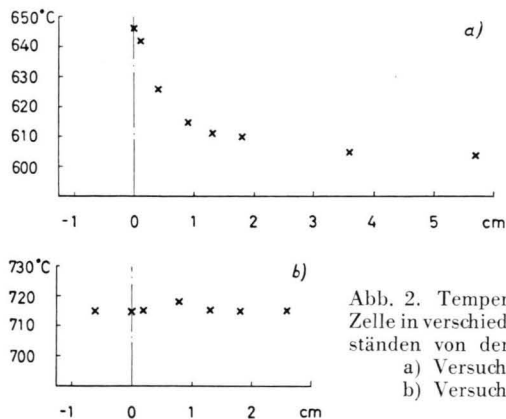 650°C
a)
640
630
620
610
600
-1 0 1 2 3 4 5 cm
730°C
b)
720
710
700
-1 0 1 2 cm
Abb. 2. Temper
Zelle in verschied
ständen von der
a) Versuch
b) Versuch